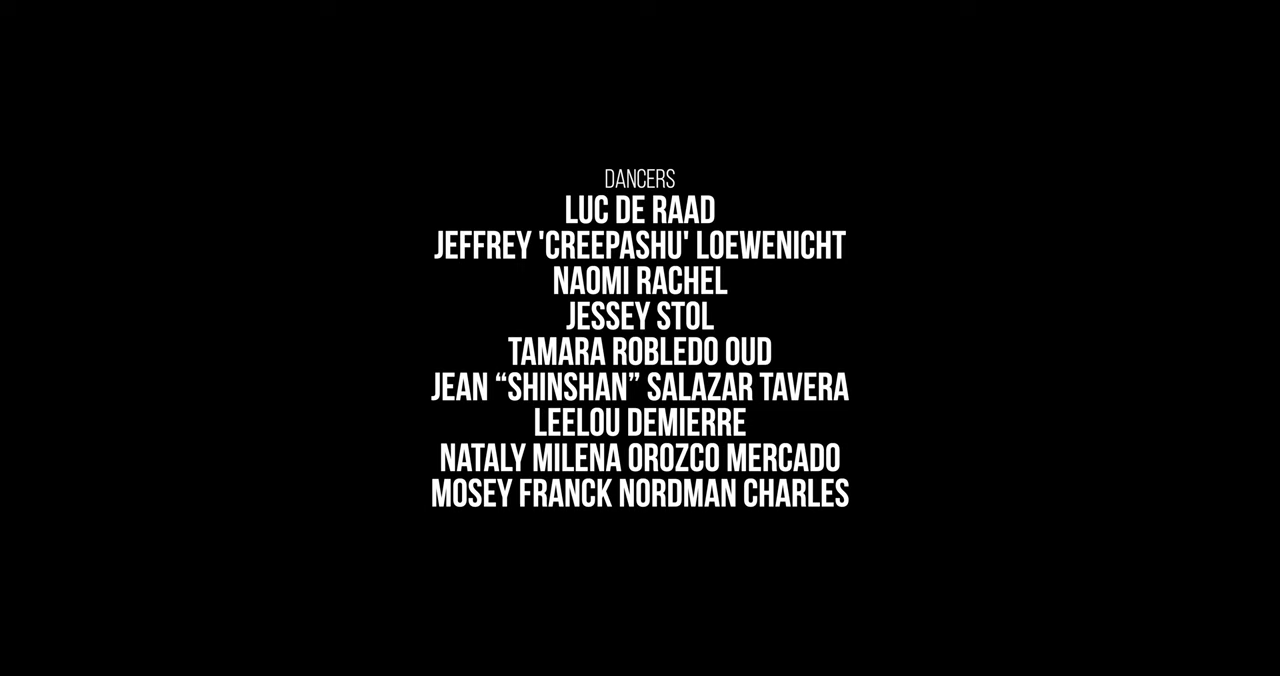 DANCERS
LUC DE RAAD
JEFFREY 'CREEPASHU' LOEWENICHT
NAOMI RACHEL
JESSEY STOL
TAMARA ROBLEDO OUD
JEAN “SHINSHAN” SALAZAR TAVERA
LEELOU DEMIERRE
NATALY MILENA OROZCO MERCADO
MOSEY FRANCK NORDMAN CHARLES